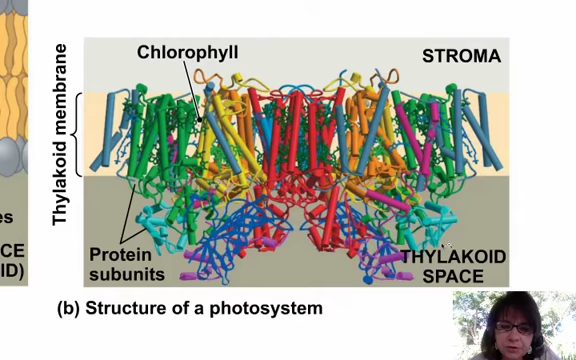 Chlorophyll
STROMA
Thylakoid membrane
es
CE
ID)
Protein
subunits
THYLAKOID
SPACE
(b) Structure of a photosystem